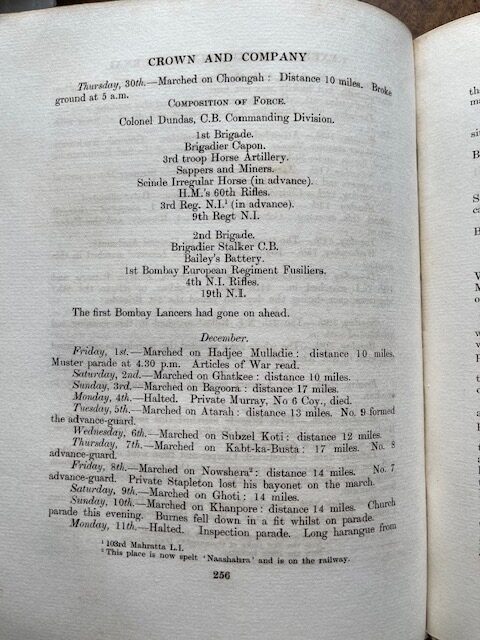 CROWN AND COMPANY
Thursday, 30th.—Marched on Choongah: Distance 10 miles. Broke
ground at 5 a.m.
COMPOSITION OF FORCE.
Colonel Dundas, C.B. Commanding Division.
1st Brigade.
Brigadier Capon.
3rd troop Horse Artillery.
Sappers and Miners.
Scinde Irregular Horse (in advance).
H.M.'s 60th Rifles.
3rd Reg. N.I.¹ (in advance).
9th Regt N.I.
2nd Brigade.
Brigadier Stalker C.B.
Bailey's Battery.
1st Bombay European Regiment Fusiliers.
4th N.I. Rifles.
19th N.I.
The first Bombay Lancers had gone on ahead.
December.
Friday, 1st.—Marched on Hadjee Mulladie: distance 10 miles.
Muster parade at 4.30 p.m. Articles of War read.
Saturday, 2nd.—Marched on Ghatkee: distance 10 miles.
Sunday, 3rd.—Marched on Bagoora: distance 17 miles.
Monday, 4th.—Halted. Private Murray, No 6 Coy., died.
Tuesday, 5th.—Marched on Atarah: distance 13 miles. No. 9 formed
the advance-guard.
Wednesday, 6th.—Marched on Subzel Koti: distance 12 miles.
Thursday, 7th.—Marched on Kabt-ka-Busta: 17 miles. No. 8
advance-guard.
Friday, 8th.—Marched on Nowshera²: distance 14 miles. No. 7
advance-guard. Private Stapleton lost his bayonet on the march.
Saturday, 9th.—Marched on Ghoti: 14 miles.
Sunday, 10th.—Marched on Khanpore: distance 14 miles. Church
parade this evening. Burnes fell down in a fit whilst on parade.
Monday, 11th.—Halted. Inspection parade. Long harangue from
¹ 103rd Mahratta L.I.
² This place is now spelt 'Naashahra' and is on the railway.
256